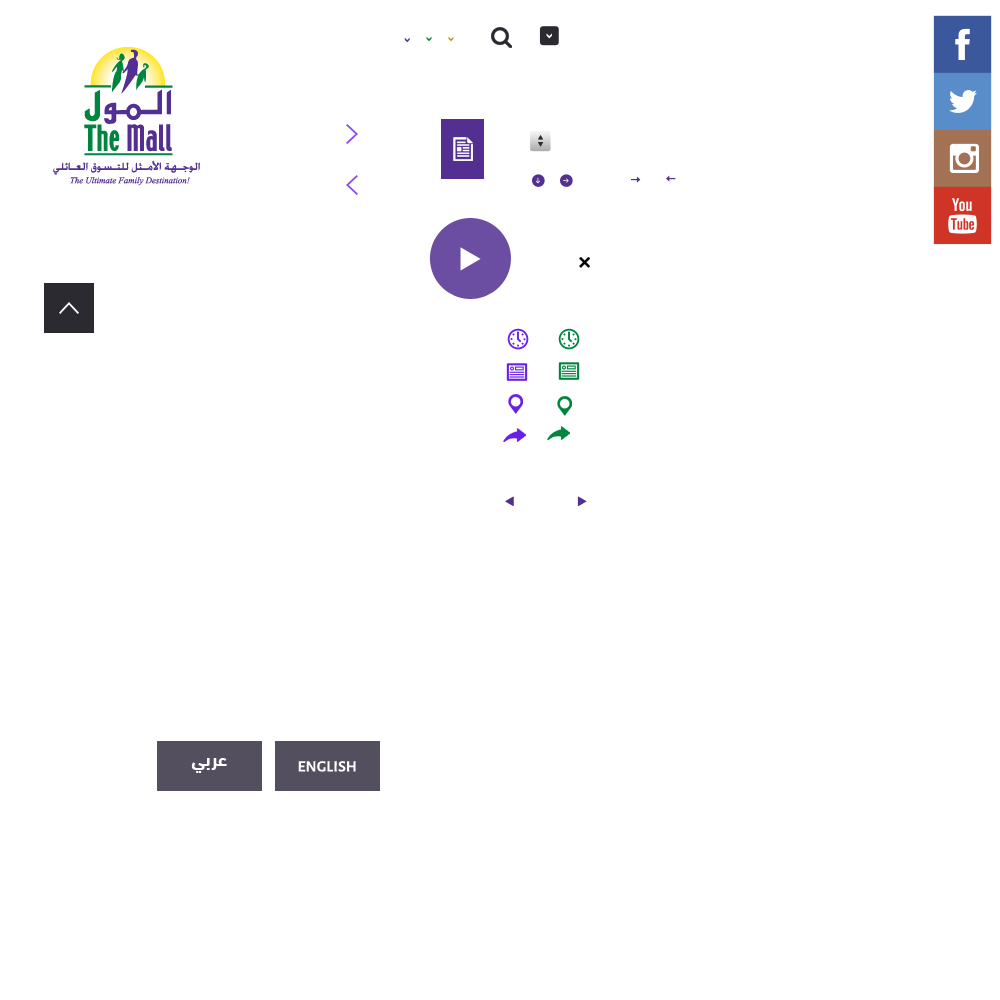 المول
The Mall
الوجهة الأمثل للتسوق العائلي
The Ultimate Family Destination!
You
Tube
عربي
ENGLISH